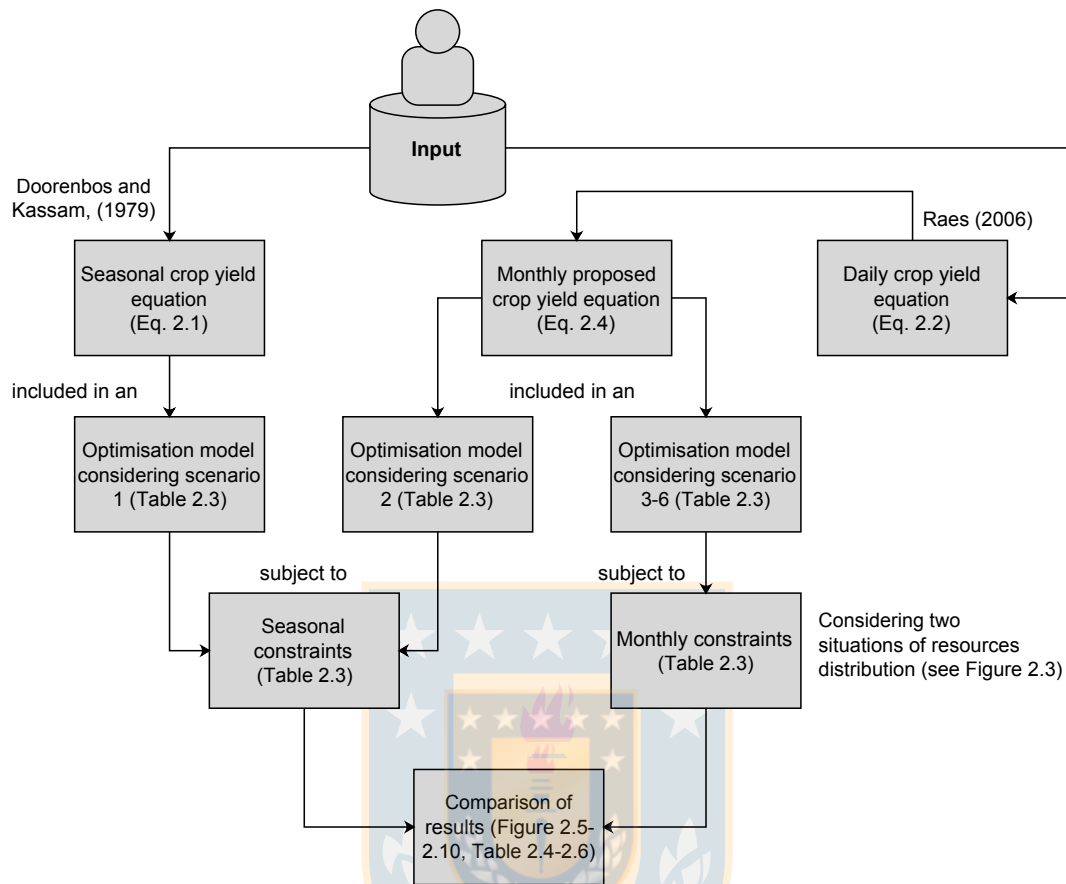 Input
Doorenbos and
Kassam, (1979)
Raes (2006)
Seasonal crop yield
equation
(Eq. 2.1)
Monthly proposed
crop yield equation
(Eq. 2.4)
Daily crop yield
equation
(Eq. 2.2)
included in an
included in an
Optimisation model
considering scenario
1 (Table 2.3)
Optimisation model
considering scenario
2 (Table 2.3)
Optimisation model
considering scenario
3-6 (Table 2.3)
subject to
subject to
Seasonal
constraints
(Table 2.3)
Monthly constraints
(Table 2.3)
Considering two
situations of resources
distribution (see Figure 2.3)
Comparison of
results (Figure 2.5-
2.10, Table 2.4-2.6)